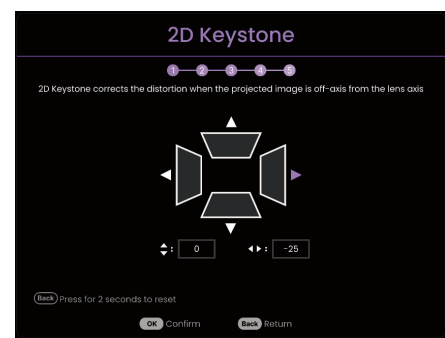 2D Keystone
1 2 3 4 5
2D Keystone corrects the distortion when the projected image is off-axis from the lens axis
: 0 : -25
Back Press for 2 seconds to reset
OK Confirm Back Return